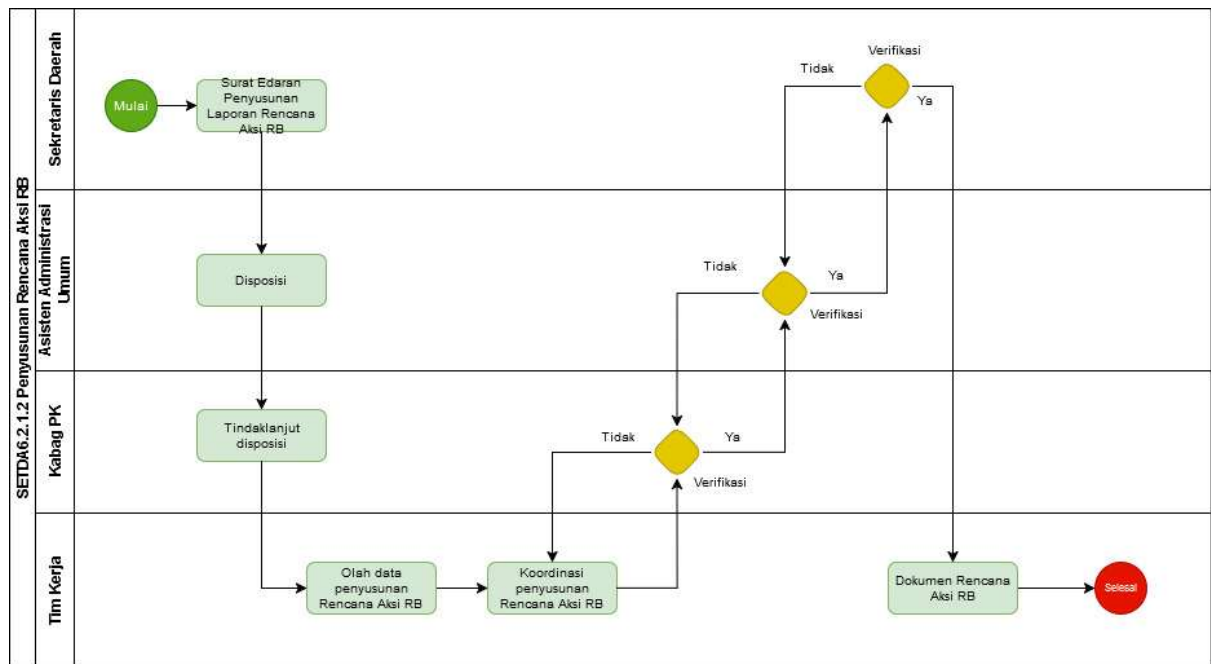 SETDA6.2.1.2 Penyusunan Rencana Aksi RB
Sekretaris Daerah
Mulai
Surat Edaran
Penyusunan
Laporan Rencana
Aksi RB
Verifikasi
Tidak
Ya
Asisten Administrasi
Umum
Disposisi
Tidak
Ya
Verifikasi
Kabag PK
Tindaklanjut
disposisi
Tidak
Ya
Verifikasi
Tim Kerja
Olah data
penyusunan
Rencana Aksi RB
Koordinasi
penyusunan
Rencana Aksi RB
Dokumen Rencana
Aksi RB
Selesai